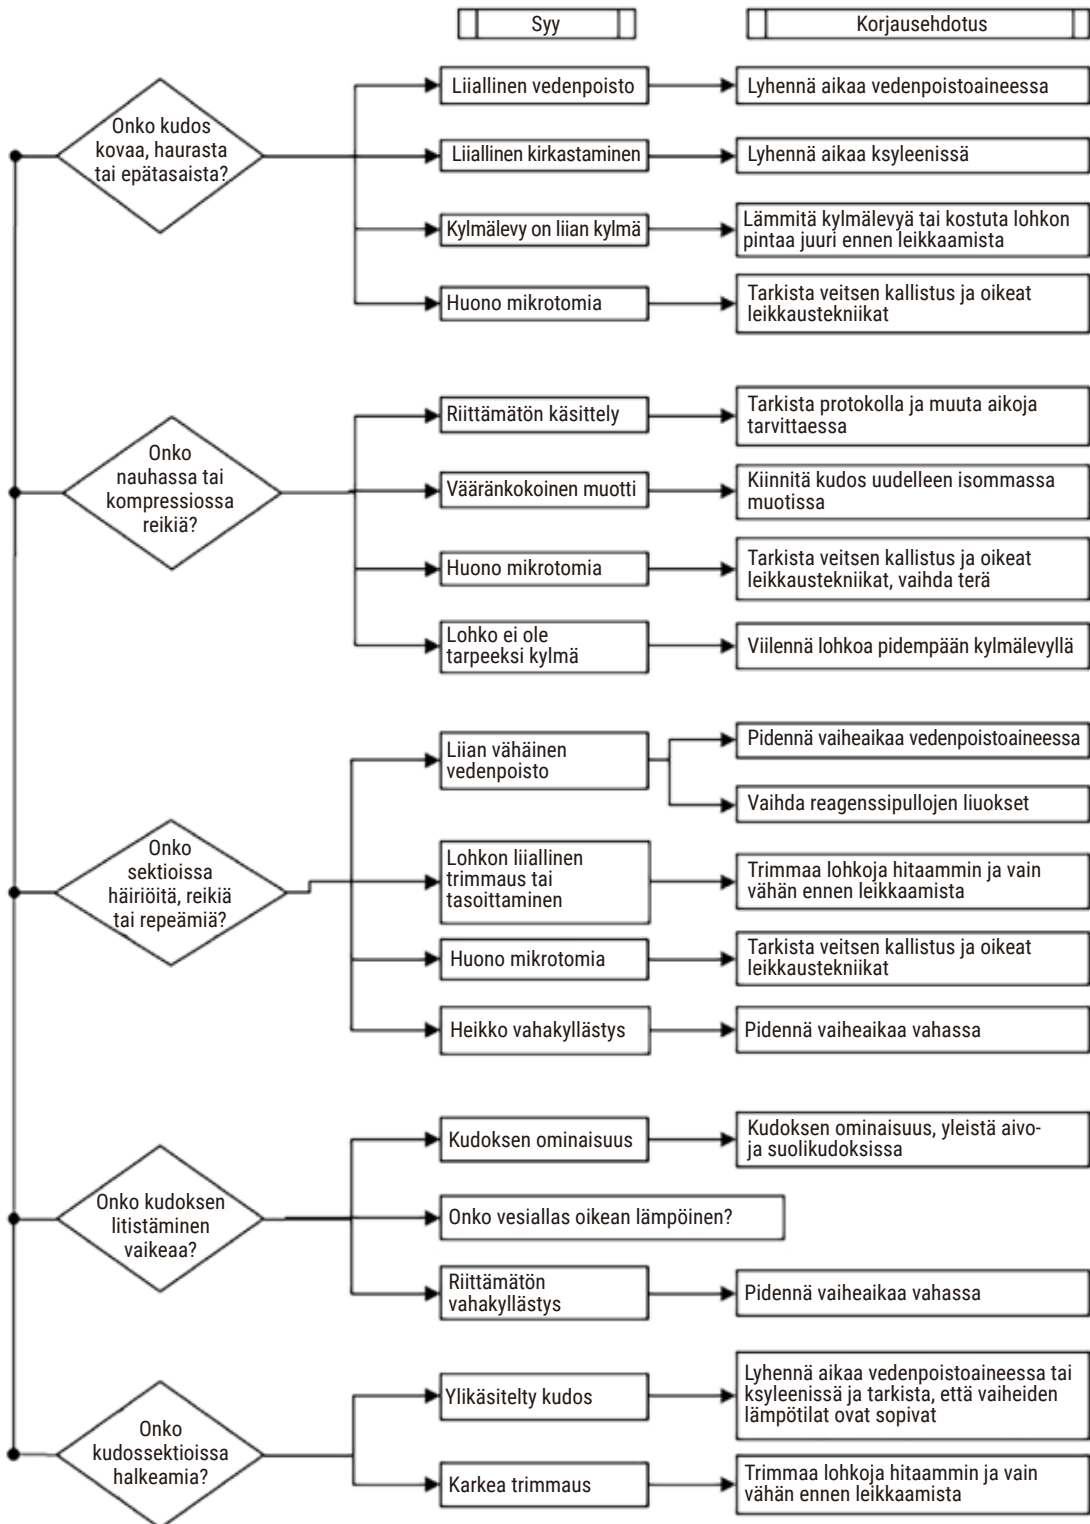 Syy
Korjausehdotus
Onko kudos
kovaa, haurasta
tai epätasaista?
Liiallinen vedenpoisto
Lyhennä aikaa vedenpoistoaineessa
Liiallinen kirkastaminen
Lyhennä aikaa ksyleenissä
Kylmälevy on liian kylmä
Lämmitä kylmälevyä tai kostuta lohkon
pintaa juuri ennen leikkaamista
Huono mikrotomia
Tarkista veitsen kallistus ja oikeat
leikkaustekniikat
Onko
nauhassa tai
kompressiossa
reikiä?
Riittämätön käsittely
Tarkista protokolla ja muuta aikoja
tarvittaessa
Vääränkokoinen muotti
Kiinnitä kudos uudelleen isommassa
muotissa
Huono mikrotomia
Tarkista veitsen kallistus ja oikeat
leikkaustekniikat, vaihda terä
Lohko ei ole
tarpeeksi kylmä
Viilennä lohkoa pidempään kylmälevyllä
Onko
sektioissa
häiriöitä, reikiä
tai repeämiä?
Liian vähäinen
vedenpoisto
Pidennä vaiheaikaa vedenpoistoaineessa
Vaihda reagenssipullojen liuokset
Lohkon liiallinen
trimmaus tai
tasoittaminen
Trimmaa lohkoja hitaammin ja vain
vähän ennen leikkaamista
Huono mikrotomia
Tarkista veitsen kallistus ja oikeat
leikkaustekniikat
Heikko vahakyllästys
Pidennä vaiheaikaa vahassa
Onko kudoksen
litistäminen
vaikeaa?
Kudoksen ominaisuus
Kudoksen ominaisuus, yleistä aivo-
ja suolikudoksissa
Onko vesiallas oikean lämpöinen?
Riittämätön
vahakyllästys
Pidennä vaiheaikaa vahassa
Onko
kudossektioissa
halkeamia?
Ylikäsitelty kudos
Lyhennä aikaa vedenpoistoaineessa tai
ksyleenissä ja tarkista, että vaiheiden
lämpötilat ovat sopivat
Karkea trimmaus
Trimmaa lohkoja hitaammin ja vain
vähän ennen leikkaamista